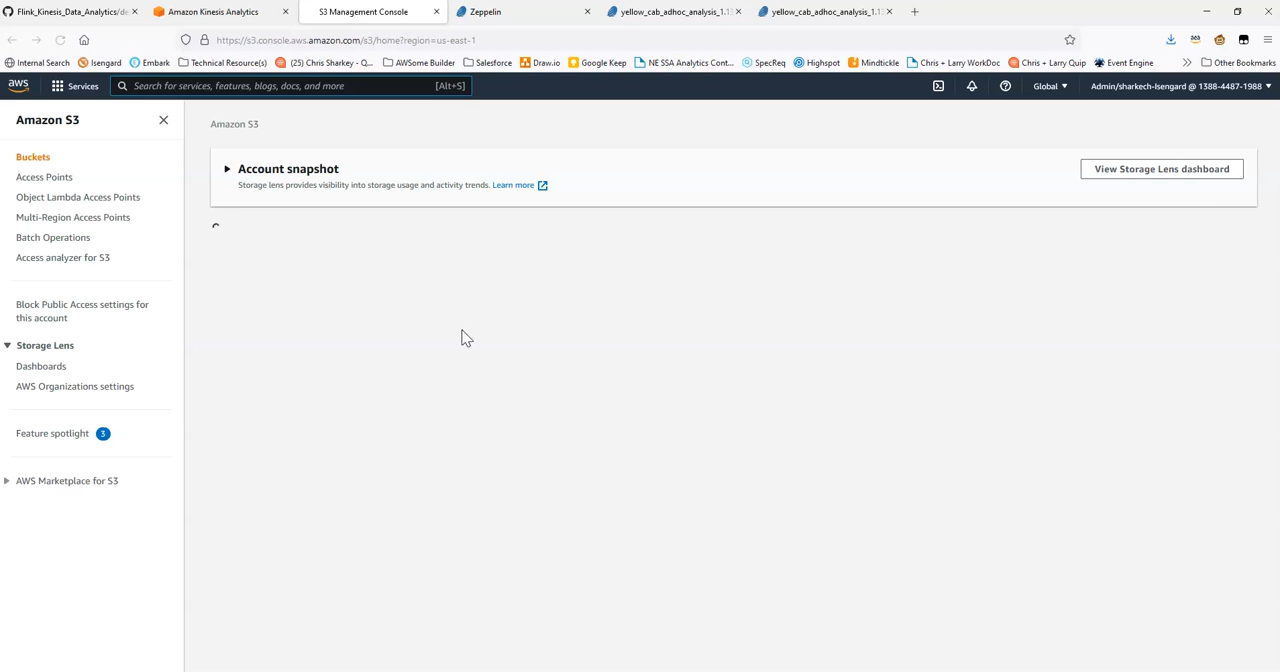 Flink_Kinesis_Data_Analytics/de
Amazon Kinesis Analytics
S3 Management Console
Zeppelin
yellow_cab_adhoc_analysis_1.13
yellow_cab_adhoc_analysis_1.13
https://s3.console.aws.amazon.com/s3/home?region=us-east-1
Internal Search
Isengard
Embark
Technical Resource(s)
(25) Chris Sharkey - Q...
AWSome Builder
Salesforce
Draw.io
Google Keep
NE SSA Analytics Cont...
SpecReq
Highspot
Mindtickle
Chris + Larry WorkDoc
Chris + Larry Quip
Event Engine
Other Bookmarks
aws
Services
Search for services, features, blogs, docs, and more
[Alt+S]
Global
Admin/sharkech-Isengard @ 1388-4487-1988
Amazon S3
Buckets
Access Points
Object Lambda Access Points
Multi-Region Access Points
Batch Operations
Access analyzer for S3
Block Public Access settings for
this account
Storage Lens
Dashboards
AWS Organizations settings
Feature spotlight 3
AWS Marketplace for S3
Amazon S3
Account snapshot
Storage lens provides visibility into storage usage and activity trends. Learn more
View Storage Lens dashboard